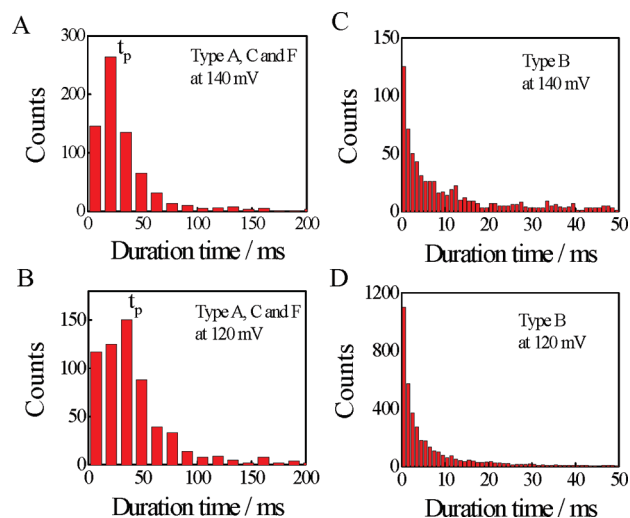 A
300
200
100
0
Counts
t_p
Type A, C and F
at 140 mV
0 50 100 150 200
Duration time / ms
C
150
100
50
0
Counts
Type B
at 140 mV
0 10 20 30 40 50
Duration time / ms
B
150
100
50
0
Counts
t_p
Type A, C and F
at 120 mV
0 50 100 150 200
Duration time / ms
D
1200
800
400
0
Counts
Type B
at 120 mV
0 10 20 30 40 50
Duration time / ms